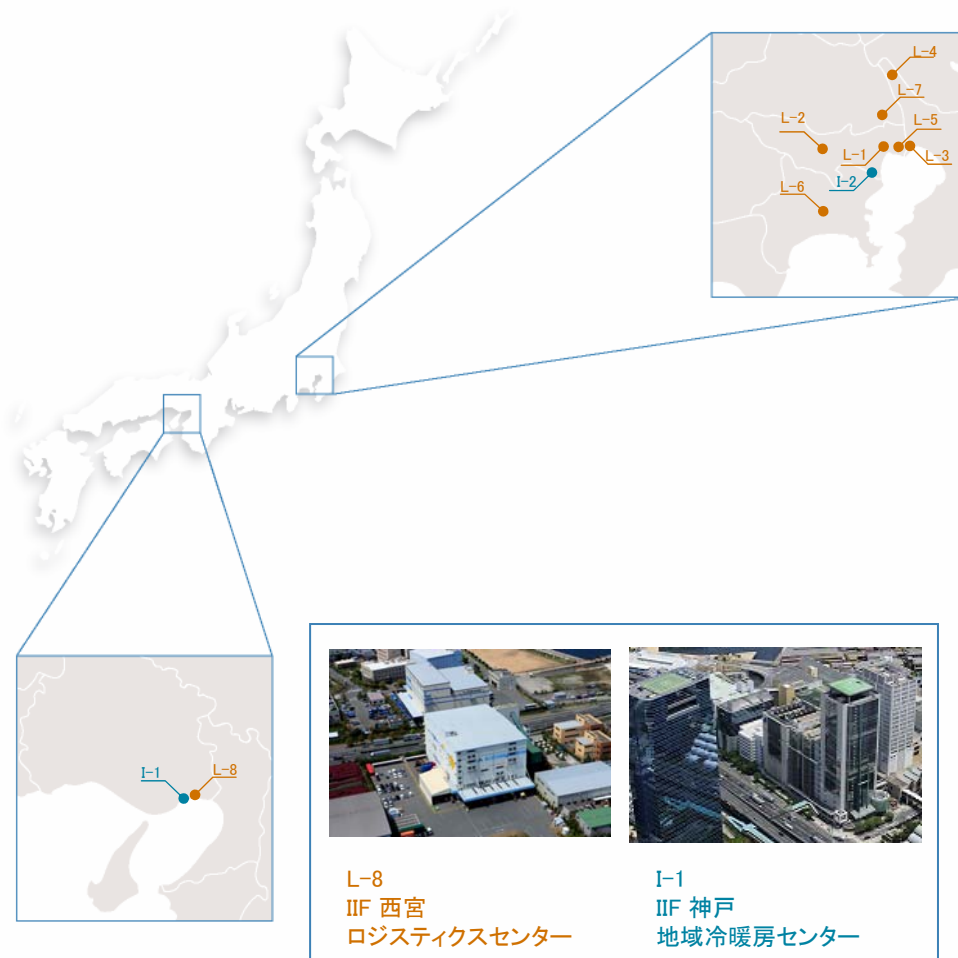 L-4
L-7
L-2
L-5
L-1
L-3
I-2
L-6
I-1
L-8
L-8
IIF 西宮
ロジスティクスセンター
I-1
IIF 神戸
地域冷暖房センター